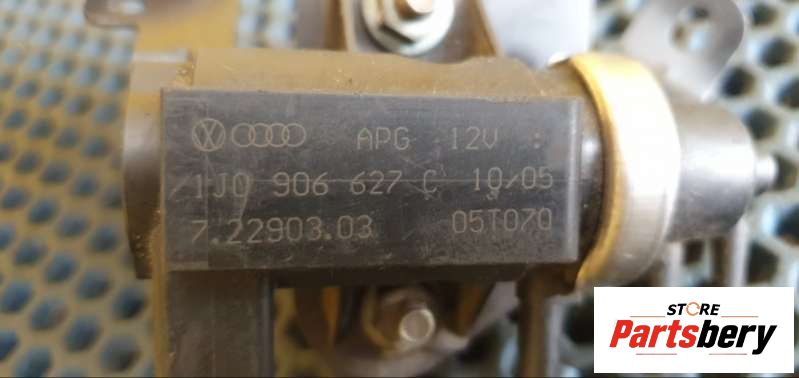 APG 12V :
1J0 906 627 C 10/05
7.22903.03 05T070
STORE
Partsbery